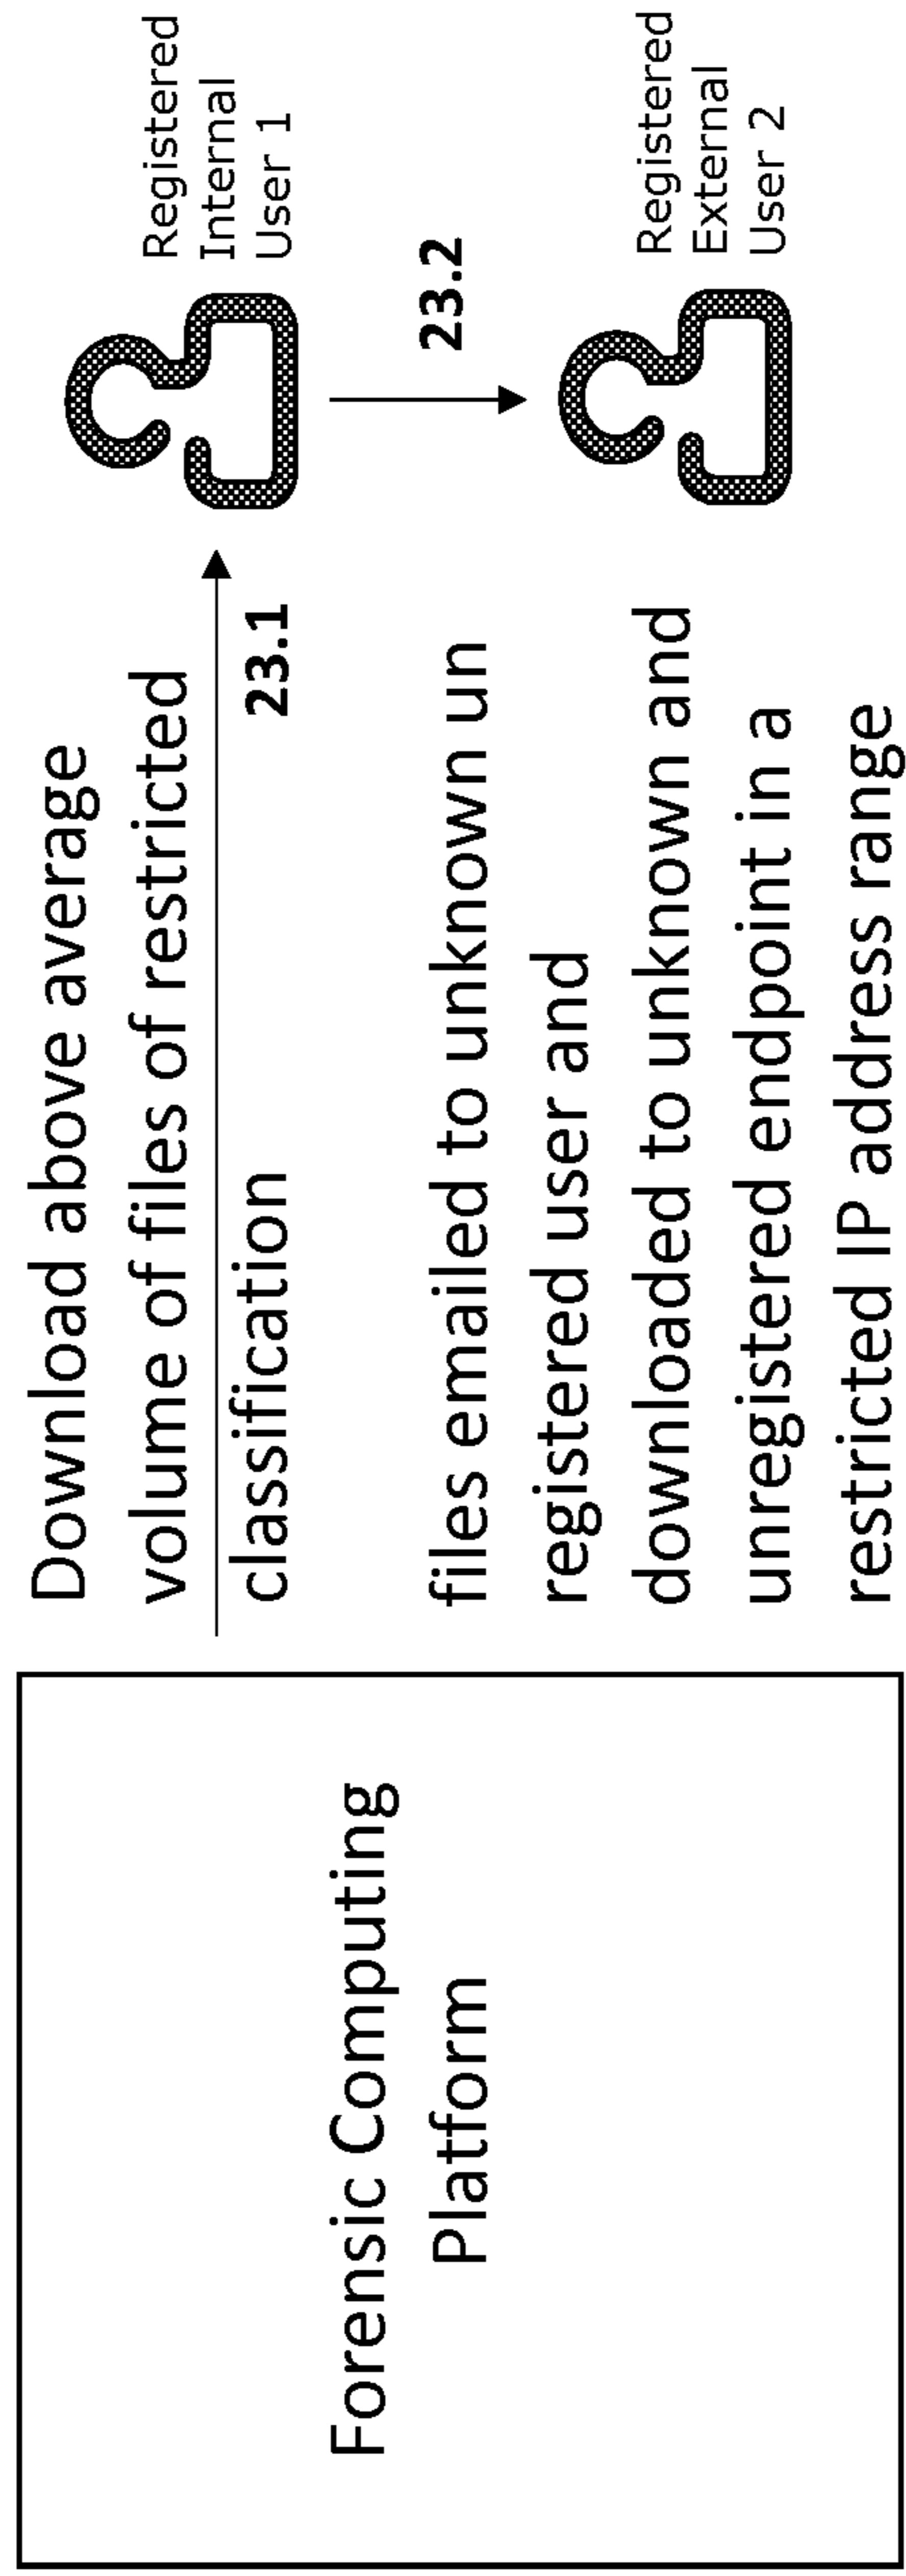 Forensic Computing
Platform
Download above average
volume of files of restricted
classification
23.1
files emailed to unknown un
registered user and
downloaded to unknown and
unregistered endpoint in a
restricted IP address range
Registered
Internal
User 1
23.2
Registered
External
User 2